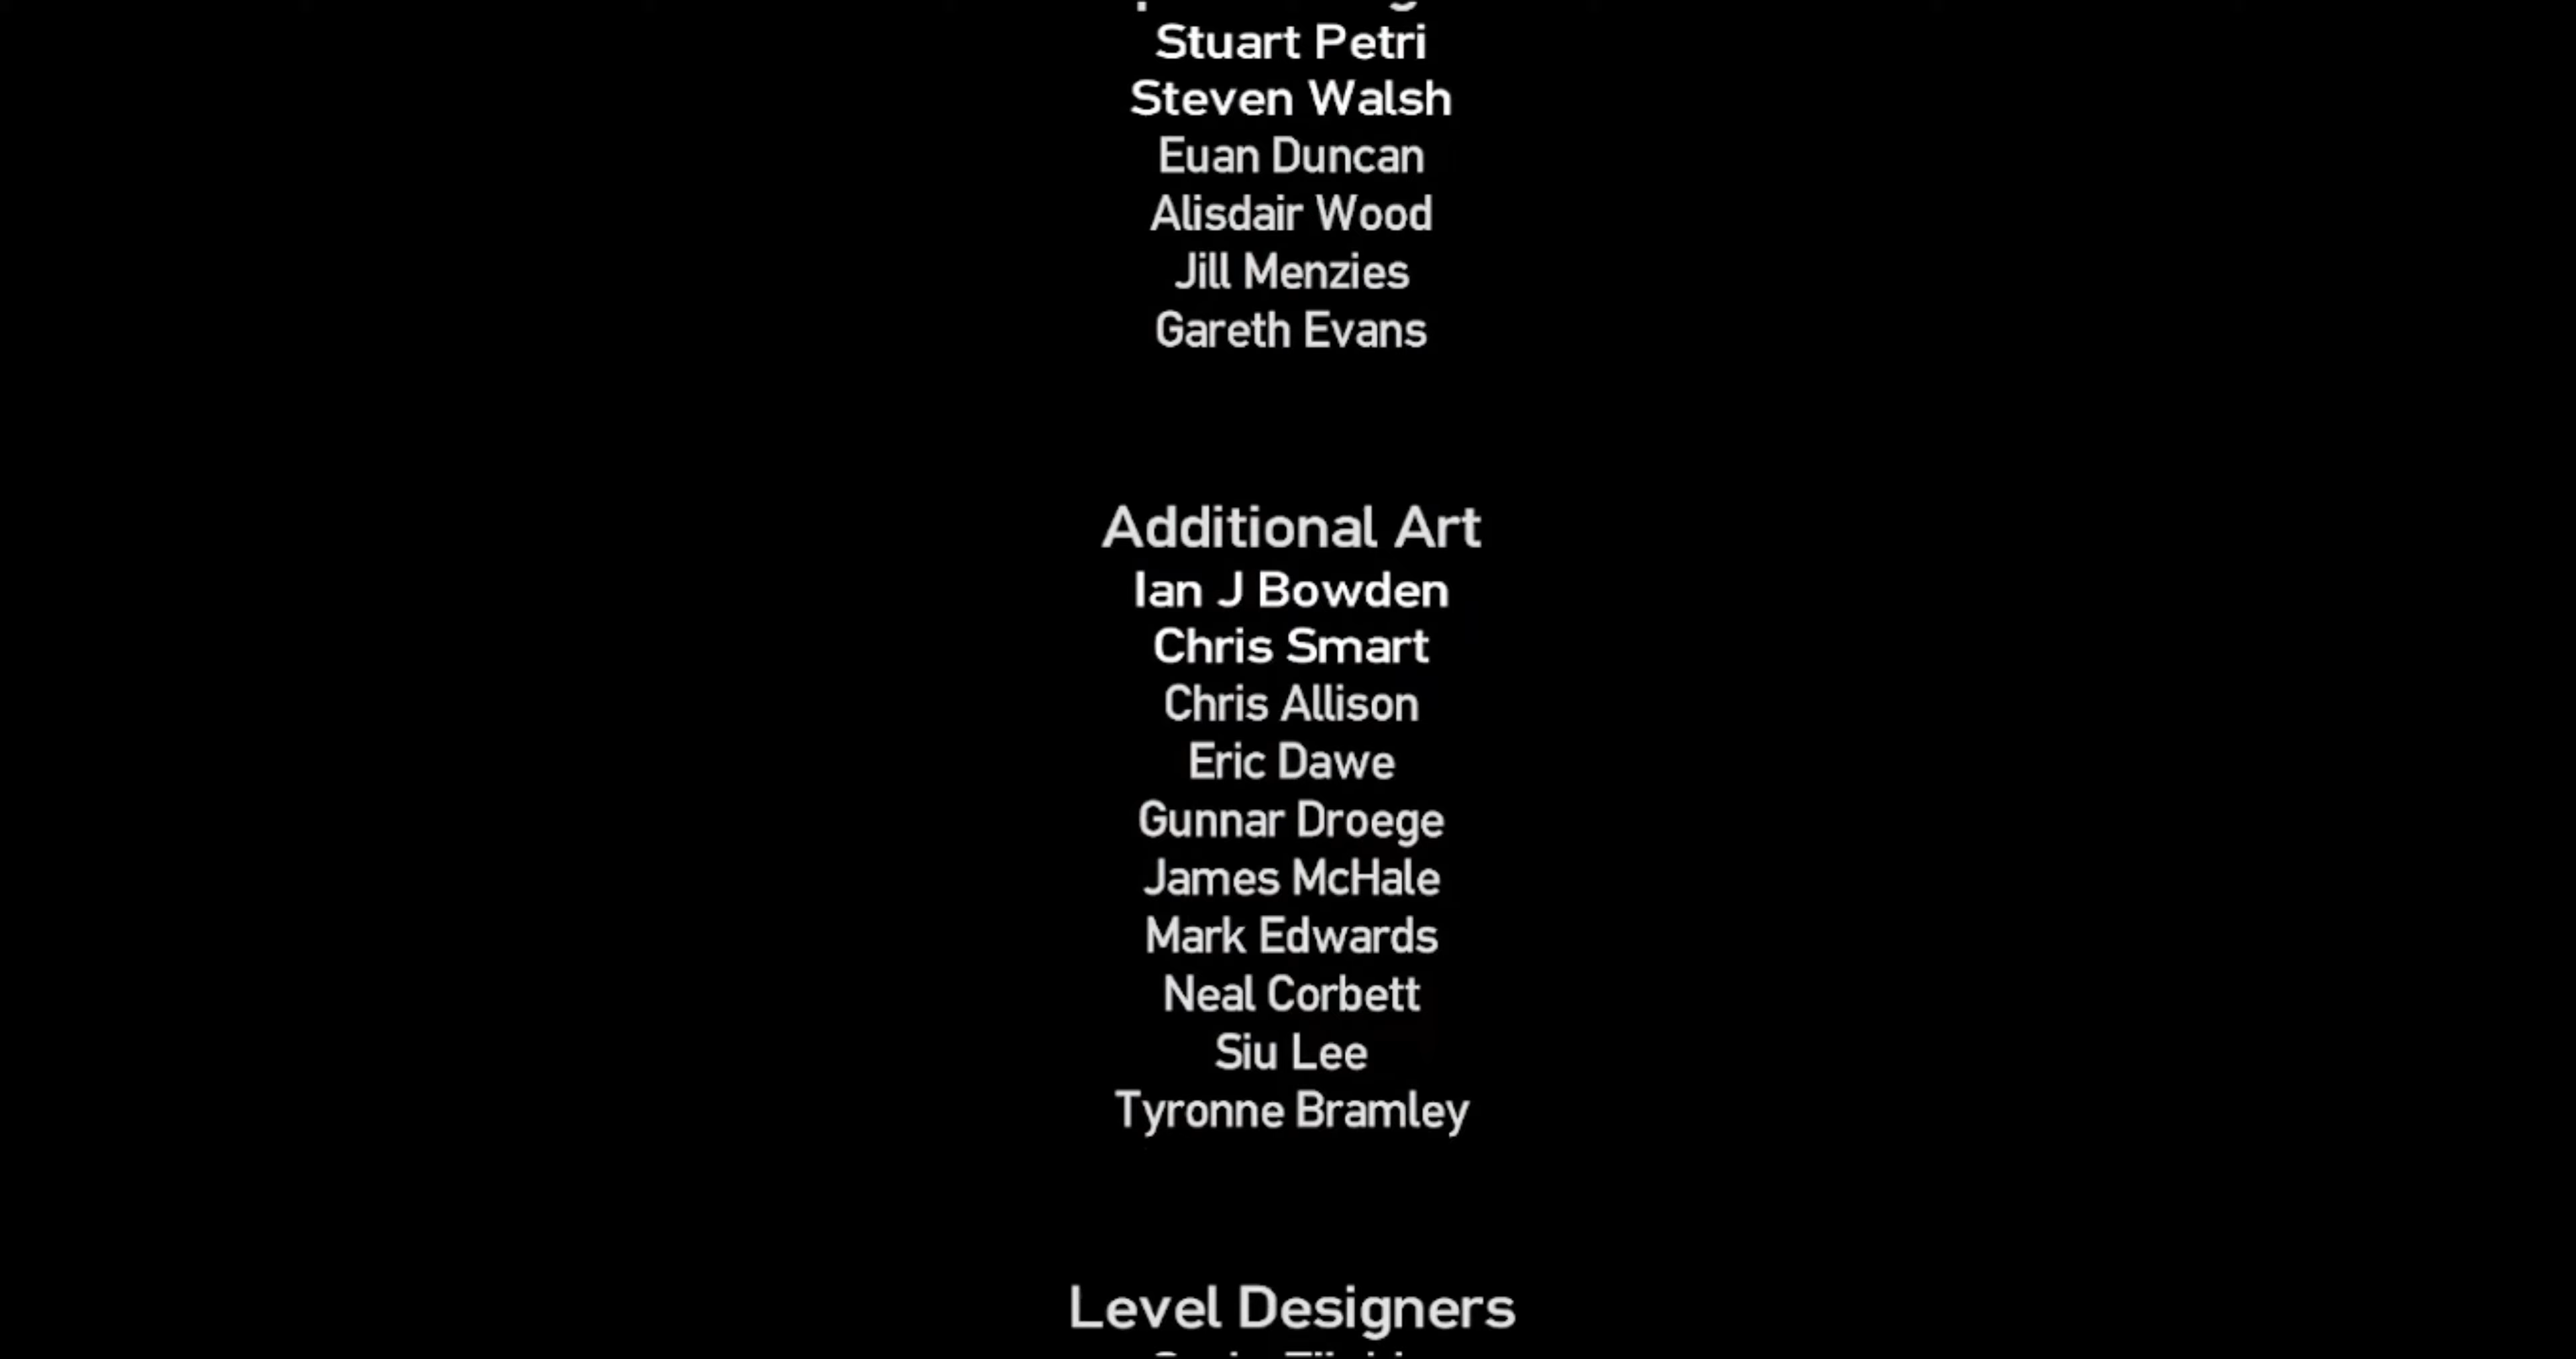 Stuart Petri
Steven Walsh
Euan Duncan
Alisdair Wood
Jill Menzies
Gareth Evans
Additional Art
Ian J Bowden
Chris Smart
Chris Allison
Eric Dawe
Gunnar Droege
James McHale
Mark Edwards
Neal Corbett
Siu Lee
Tyronne Bramley
Level Designers